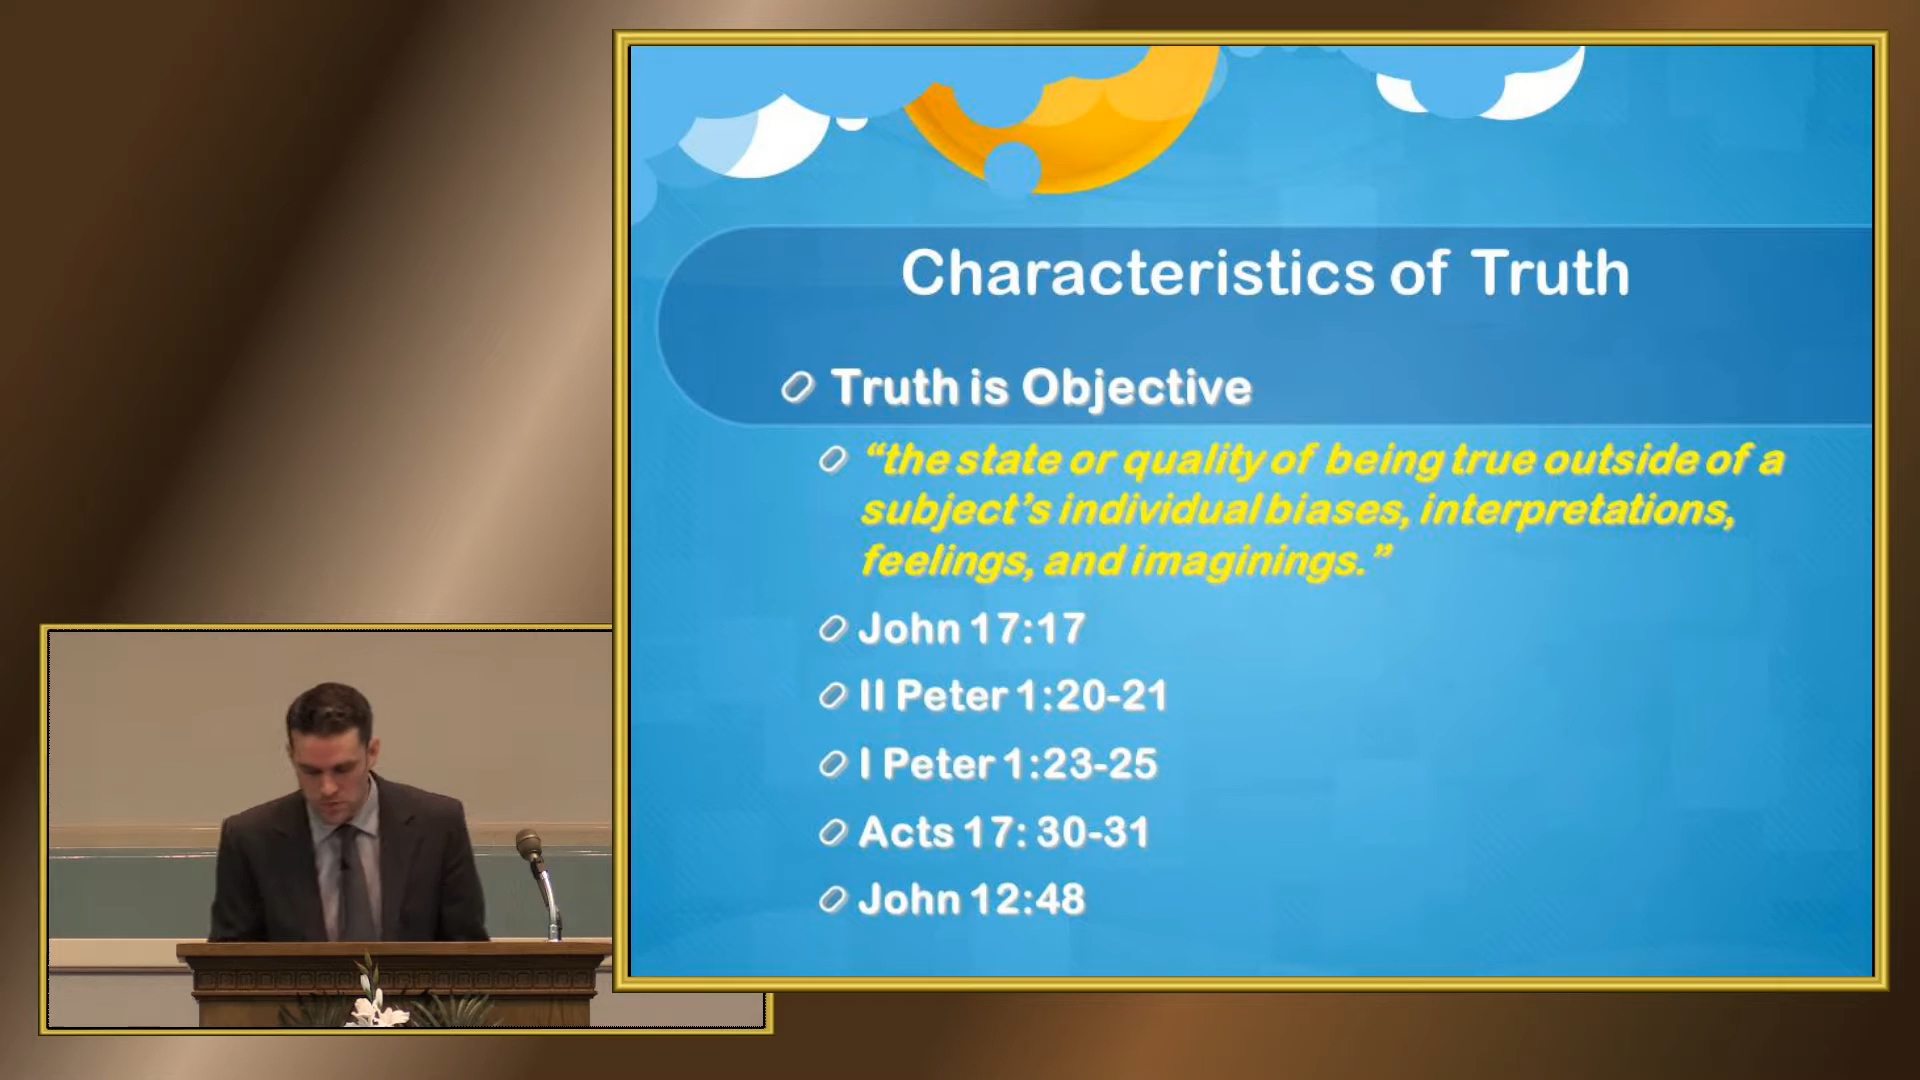 Characteristics of Truth
Truth is Objective
“the state or quality of being true outside of a
subject’s individual biases, interpretations,
feelings, and imaginings.”
John 17:17
II Peter 1:20-21
I Peter 1:23-25
Acts 17: 30-31
John 12:48